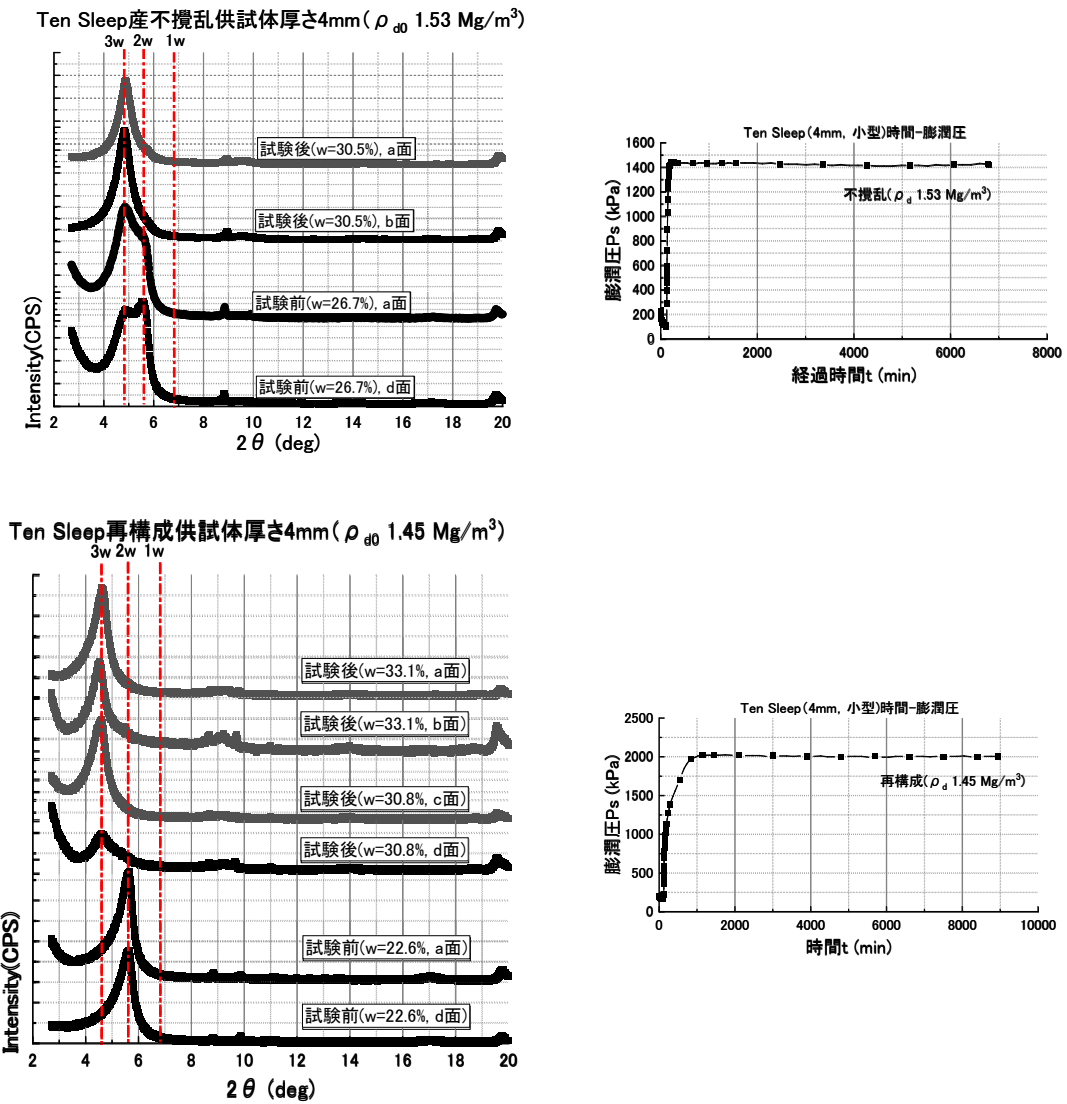 Ten Sleep産不攪乱供試体厚さ4mm(ρd0 1.53 Mg/m3)
3w 2w 1w
試験後(w=30.5%), a面
試験後(w=30.5%), b面
試験前(w=26.7%), a面
試験前(w=26.7%), d面
Intensity(CPS)
2 4 6 8 10 12 14 16 18 20
2θ (deg)
Ten Sleep(4mm, 小型)時間-膨潤圧
1600
1400
1200
1000
800
600
400
200
0
不攪乱(ρd 1.53 Mg/m3)
膨潤圧Ps (kPa)
0 2000 4000 6000 8000
経過時間t (min)
Ten Sleep再構成供試体厚さ4mm(ρd0 1.45 Mg/m3)
3w 2w 1w
試験後(w=33.1%, a面)
試験後(w=33.1%, b面)
試験後(w=30.8%, c面)
試験後(w=30.8%, d面)
試験前(w=22.6%, a面)
試験前(w=22.6%, d面)
Intensity(CPS)
2 4 6 8 10 12 14 16 18 20
2θ (deg)
Ten Sleep(4mm, 小型)時間-膨潤圧
2500
2000
1500
1000
500
0
再構成(ρd 1.45 Mg/m3)
膨潤圧Ps (kPa)
0 2000 4000 6000 8000 10000
時間t (min)